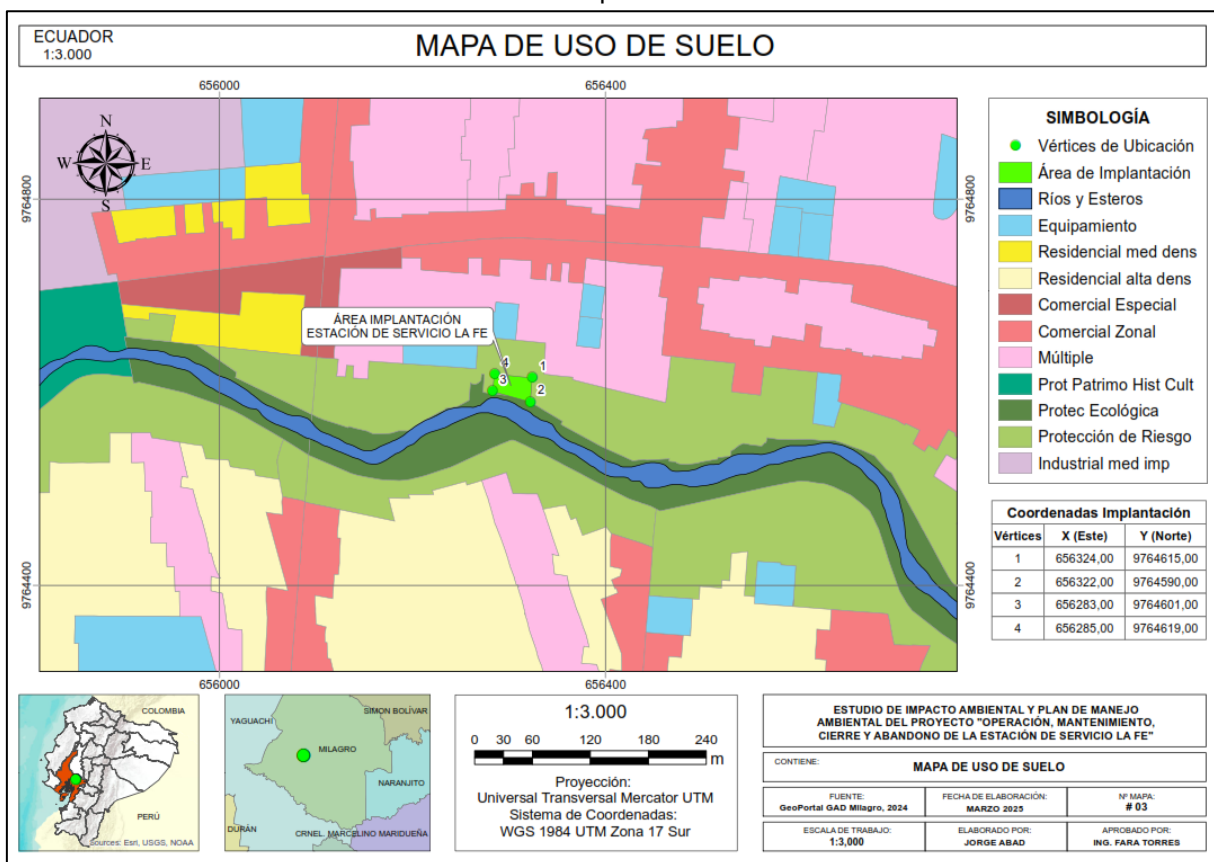 ECUADOR
1:3.000
MAPA DE USO DE SUELO
656000
656400
9764800
9764800
N
W
E
S
ÁREA IMPLANTACIÓN
ESTACIÓN DE SERVICIO LA FE
4
1
3
2
9764400
9764400
656000
656400
SIMBOLOGÍA
Vértices de Ubicación
Área de Implantación
Ríos y Esteros
Equipamiento
Residencial med dens
Residencial alta dens
Comercial Especial
Comercial Zonal
Múltiple
Prot Patrimo Hist Cult
Protec Ecológica
Protección de Riesgo
Industrial med imp
Coordenadas Implantación
Vértices X (Este) Y (Norte)
1 656324,00 9764615,00
2 656322,00 9764590,00
3 656283,00 9764601,00
4 656285,00 9764619,00
COLOMBIA
PERÚ
Sources: Esri, USGS, NOAA
YAGUACHI
SIMON BOLÍVAR
MILAGRO
NARANJITO
DURÁN
CRNEL. MARCELINO MARIDUEÑA
1:3.000
0 30 60 120 180 240
m
Proyección:
Universal Transversal Mercator UTM
Sistema de Coordenadas:
WGS 1984 UTM Zona 17 Sur
ESTUDIO DE IMPACTO AMBIENTAL Y PLAN DE MANEJO
AMBIENTAL DEL PROYECTO "OPERACIÓN, MANTENIMIENTO,
CIERRE Y ABANDONO DE LA ESTACIÓN DE SERVICIO LA FE"
CONTIENE:
MAPA DE USO DE SUELO
FUENTE:
GeoPortal GAD Milagro, 2024
FECHA DE ELABORACIÓN:
MARZO 2025
Nº MAPA:
# 03
ESCALA DE TRABAJO:
1:3,000
ELABORADO POR:
JORGE ABAD
APROBADO POR:
ING. FARA TORRES